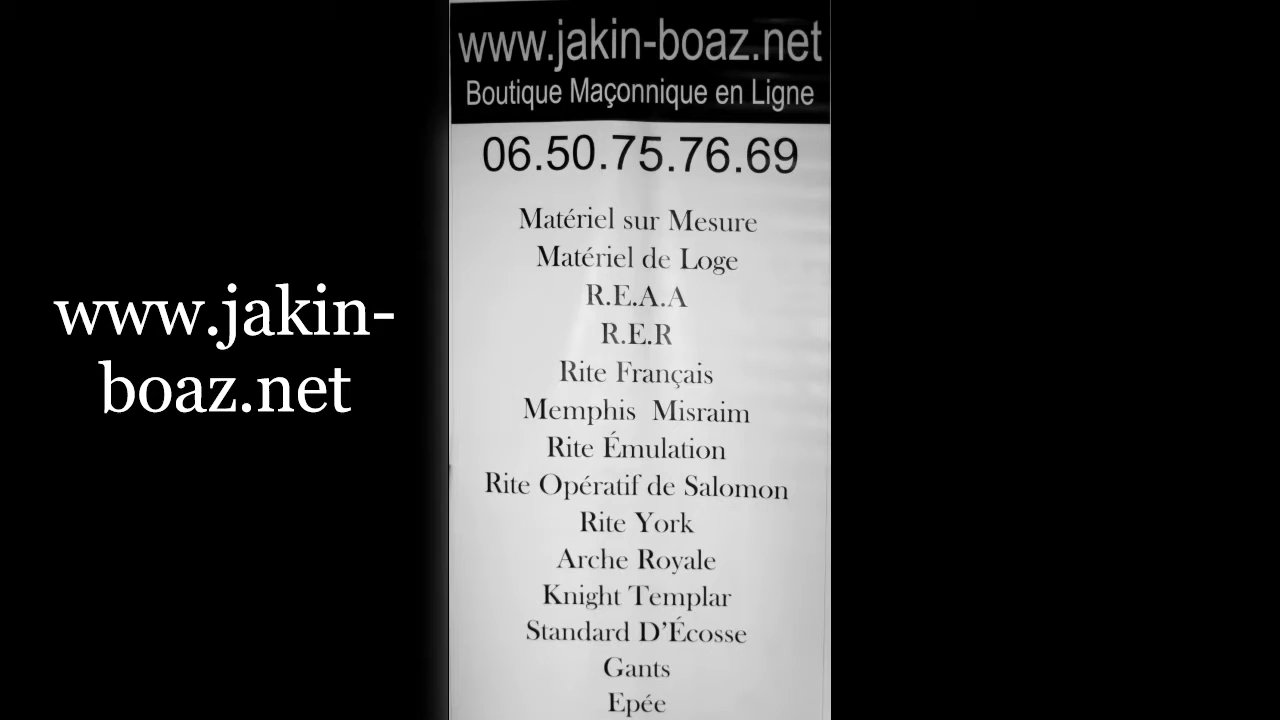 www.jakin-
boaz.net
www.jakin-boaz.net
Boutique Maçonnique en Ligne
06.50.75.76.69
Matériel sur Mesure
Matériel de Loge
R.E.A.A
R.E.R
Rite Français
Memphis Misraim
Rite Émulation
Rite Opératif de Salomon
Rite York
Arche Royale
Knight Templar
Standard D'Écosse
Gants
Epée